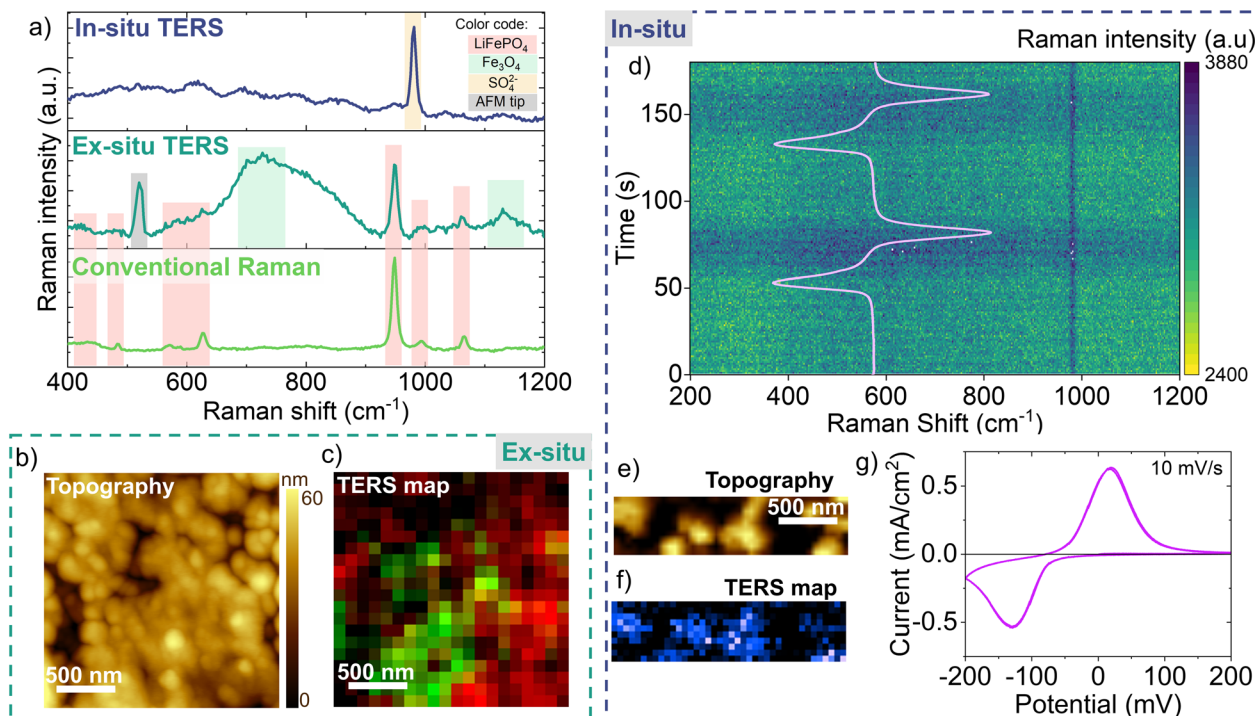 a)
In-situ TERS
Color code:
LiFePO₄
Fe₃O₄
SO₄²⁻
AFM tip
Ex-situ TERS
Conventional Raman
Raman intensity (a.u.)
400 600 800 1000 1200
Raman shift (cm⁻¹)
Ex-situ
b)
Topography
500 nm
nm
60
0
c)
TERS map
500 nm
In-situ
d)
Raman intensity (a.u)
3880
2400
150
100
50
0
Time (s)
200 400 600 800 1000 1200
Raman Shift (cm⁻¹)
e)
Topography
500 nm
f)
TERS map
g)
10 mV/s
0.5
0.0
-0.5
Current (mA/cm²)
-200 -100 0 100 200
Potential (mV)